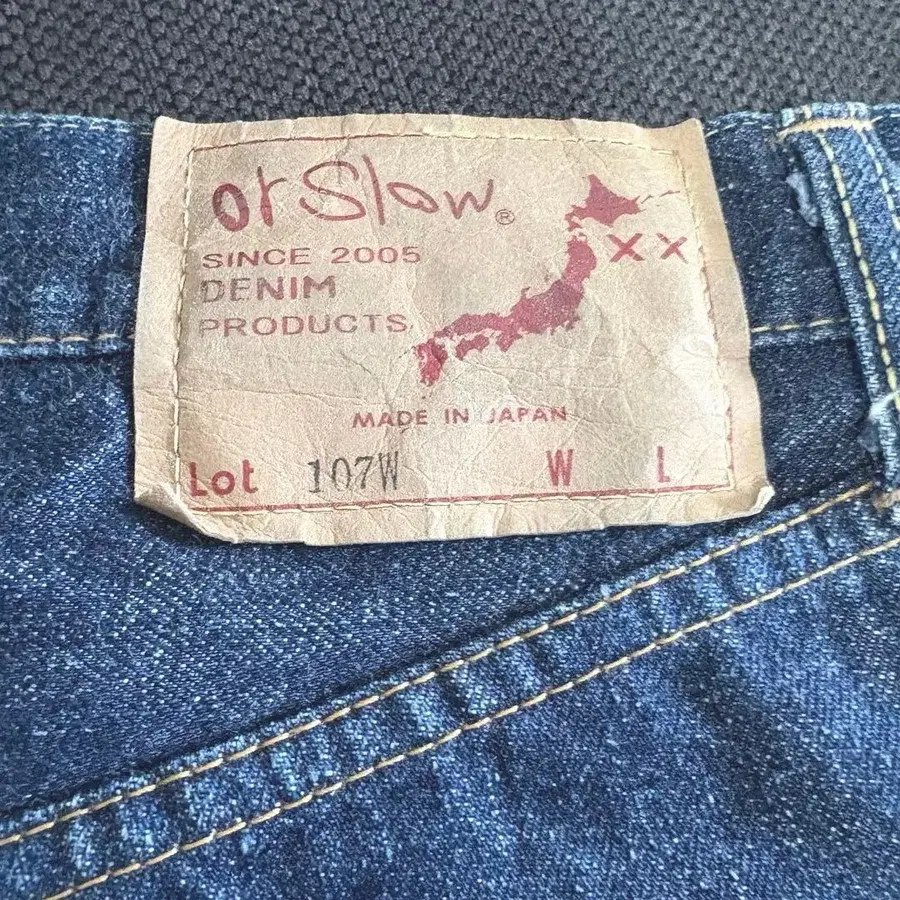 orSlow®
SINCE 2005
XX
DENIM
PRODUCTS
MADE IN JAPAN
Lot 107W W L